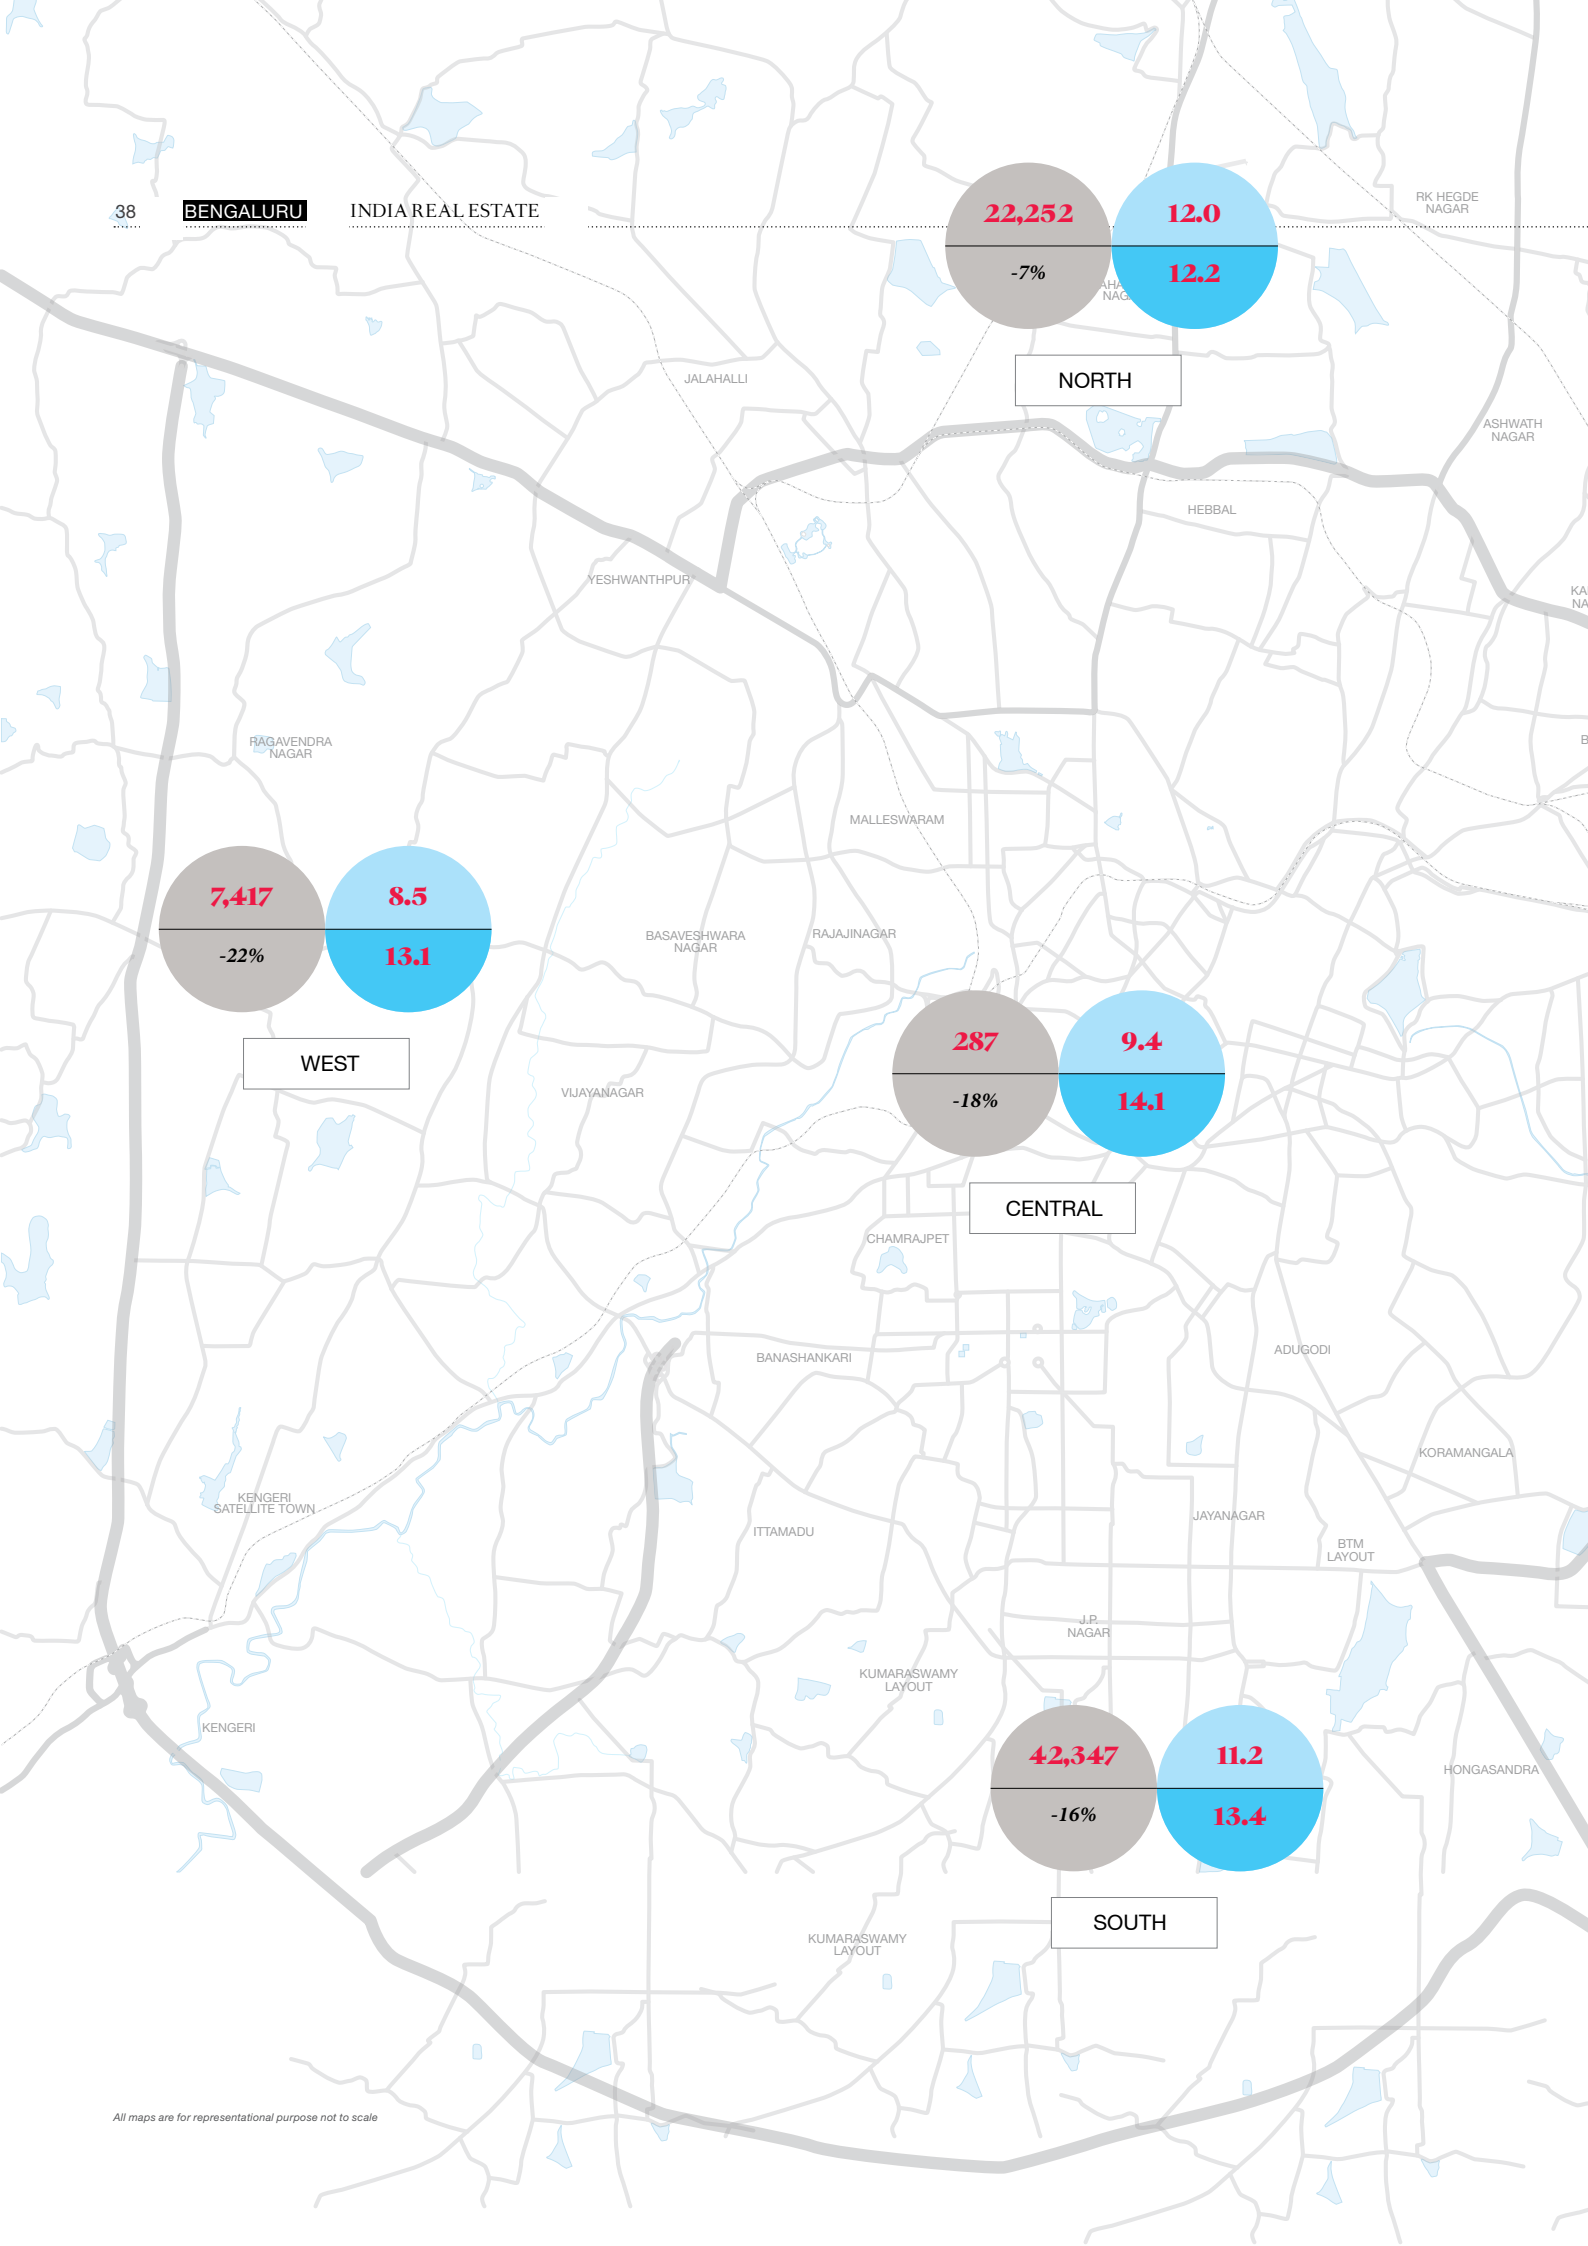 38 BENGALURU INDIA REAL ESTATE
22,252 12.0
-7% 12.2
NORTH
RK HEGDE
NAGAR
JALAHALLI
ASHWATH
NAGAR
HEBBAL
YESHWANTHPUR
RAGAVENDRA
NAGAR
MALLESWARAM
7,417 8.5
-22% 13.1
WEST
BASAVESHWARA
NAGAR
RAJAJINAGAR
287 9.4
-18% 14.1
CENTRAL
VIJAYANAGAR
CHAMRAJPET
BANASHANKARI
ADUGODI
KORAMANGALA
KENGERI
SATELLITE TOWN
ITTAMADU
JAYANAGAR
BTM
LAYOUT
J.P.
NAGAR
KUMARASWAMY
LAYOUT
KENGERI
42,347 11.2
-16% 13.4
SOUTH
HONGASANDRA
KUMARASWAMY
LAYOUT
All maps are for representational purpose not to scale